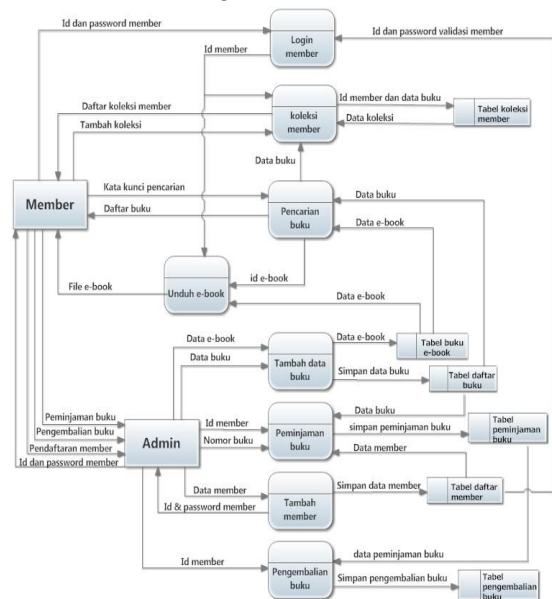 Id dan password member
Login
member
Id dan password validasi member
Id member
Daftar koleksi member
Tambah koleksi
koleksi
member
Id member dan data buku
Data koleksi
Tabel koleksi
member
Data buku
Member
Kata kunci pencarian
Daftar buku
Pencarian
buku
Data buku
Data e-book
File e-book
Unduh e-book
id e-book
Data e-book
Data e-book
Data buku
Tambah data
buku
Data e-book
Simpan data buku
Tabel buku
e-book
Tabel daftar
buku
Peminjaman buku
Pengembalian buku
Pendaftaran member
Id dan password member
Admin
Id member
Nomor buku
Peminjaman
buku
Data buku
simpan peminjaman buku
Data member
Tabel
peminjaman
buku
Data member
Id & password member
Tambah
member
Simpan data member
Tabel daftar
member
Id member
Pengembalian
buku
data peminjaman buku
Simpan pengembalian buku
Tabel
pengembalian
buku